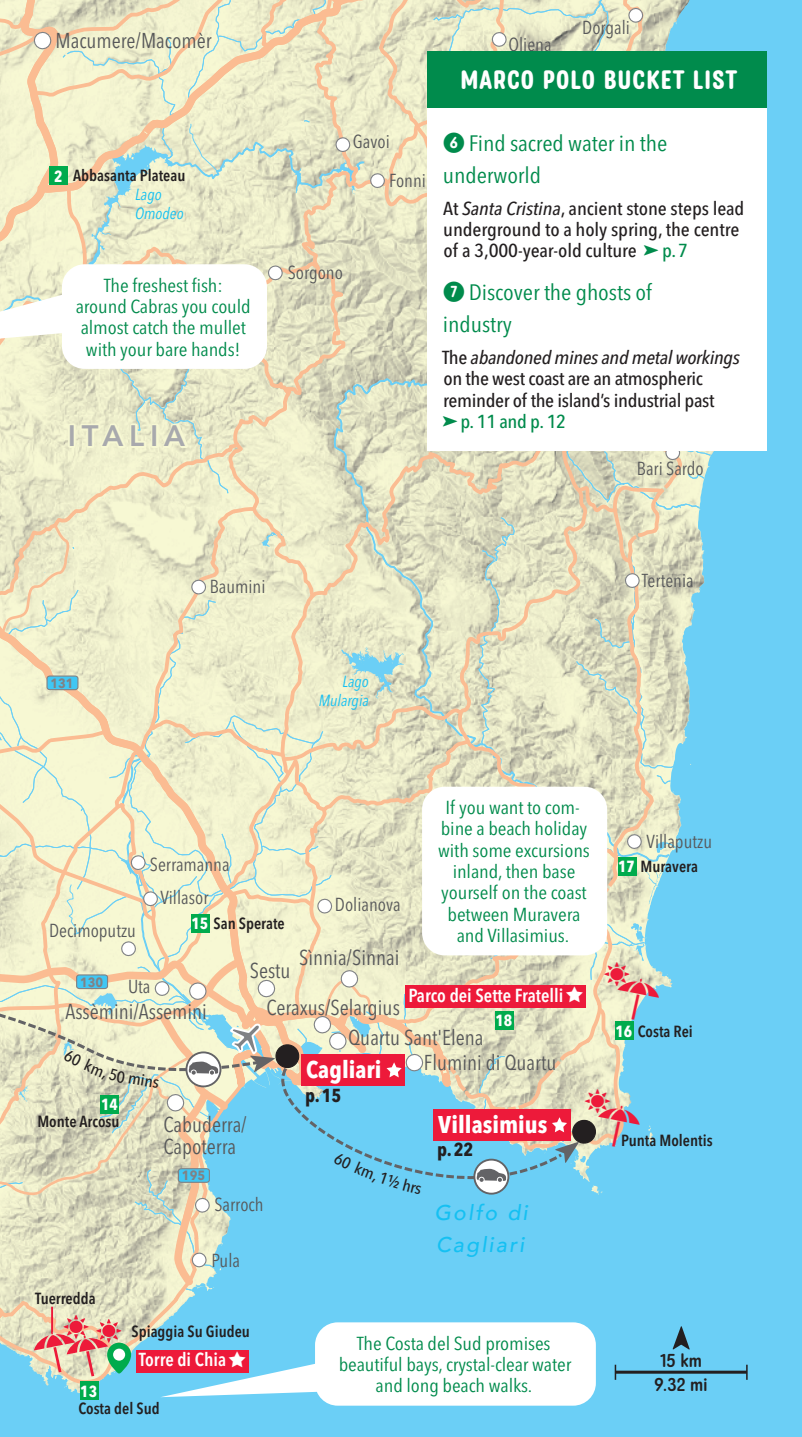 Macumere/Macomèr
Dorgali
Oliena
MARCO POLO BUCKET LIST
6 Find sacred water in the
underworld
At Santa Cristina, ancient stone steps lead
underground to a holy spring, the centre
of a 3,000-year-old culture ➤ p. 7
7 Discover the ghosts of
industry
The abandoned mines and metal workings
on the west coast are an atmospheric
reminder of the island's industrial past
➤ p. 11 and p. 12
Gavoi
Fonni
2 Abbasanta Plateau
Lago
Omodeo
Sorgono
The freshest fish:
around Cabras you could
almost catch the mullet
with your bare hands!
ITALIA
Bari Sardo
Baumini
Tertenia
131
Lago
Mulargia
If you want to com-
bine a beach holiday
with some excursions
inland, then base
yourself on the coast
between Muravera
and Villasimius.
Villaputzu
17 Muravera
Serramanna
Villasor
Dolianova
15 San Sperate
Decimoputzu
Sìnnia/Sinnai
Sestu
130
Uta
Assèmini/Assemini
Parco dei Sette Fratelli
18
Ceraxus/Selargius
Quartu Sant'Elena
16 Costa Rei
Flumini di Quartu
60 km, 50 mins
Cagliari
p. 15
14
Monte Arcosu
Cabuderra/
Capoterra
Villasimius
p. 22
Punta Molentis
60 km, 1½ hrs
195
Sarroch
Golfo di
Cagliari
Pula
Tuerredda
Spiaggia Su Giudeu
Torre di Chia
13
Costa del Sud
The Costa del Sud promises
beautiful bays, crystal-clear water
and long beach walks.
15 km
9.32 mi